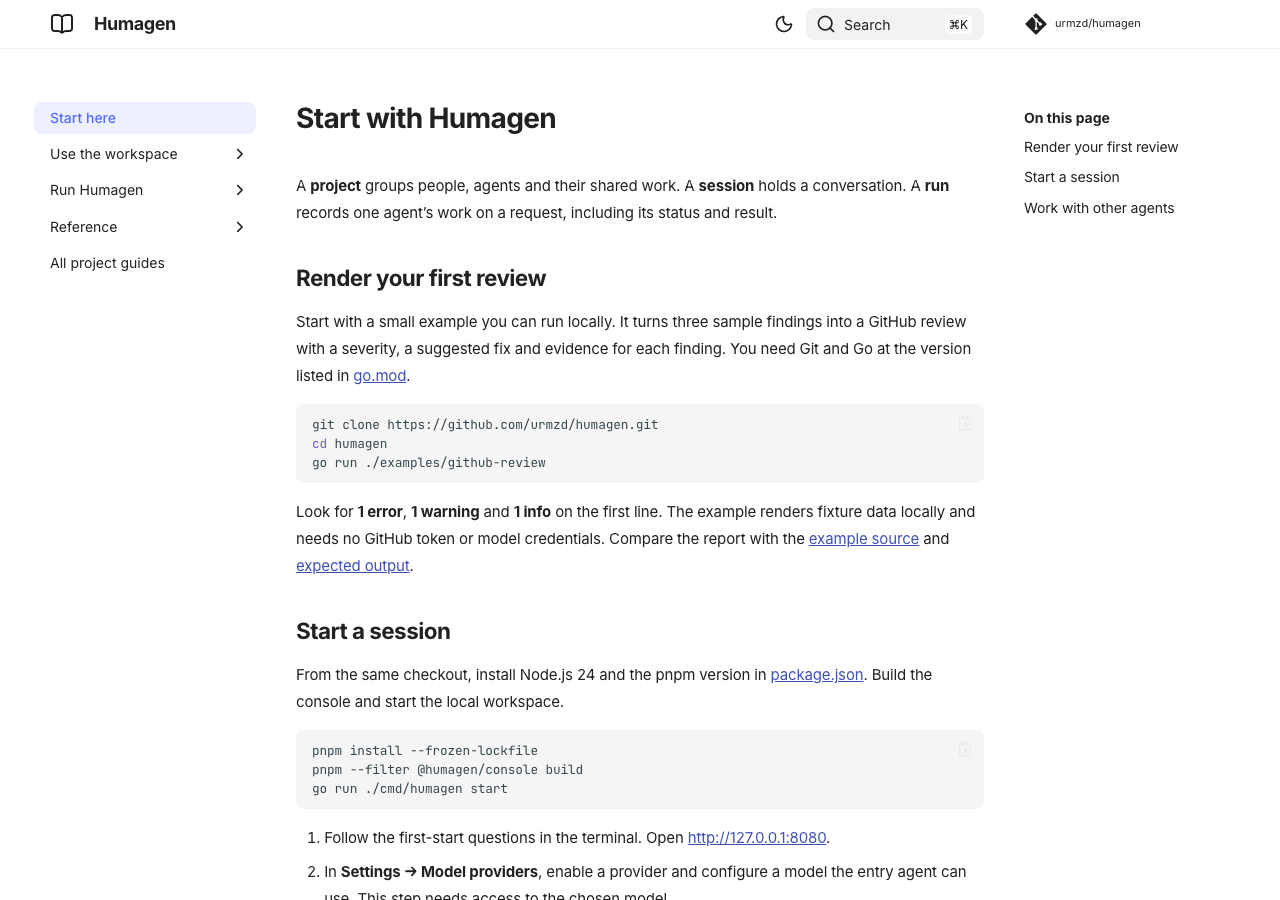 Humagen
Search
⌘K
urmzd/humagen
Start here
Use the workspace
Run Humagen
Reference
All project guides
Start with Humagen
A project groups people, agents and their shared work. A session holds a conversation. A run
records one agent’s work on a request, including its status and result.
Render your first review
Start with a small example you can run locally. It turns three sample findings into a GitHub review
with a severity, a suggested fix and evidence for each finding. You need Git and Go at the version
listed in go.mod.
git clone https://github.com/urmzd/humagen.git
cd humagen
go run ./examples/github-review
Look for 1 error, 1 warning and 1 info on the first line. The example renders fixture data locally and
needs no GitHub token or model credentials. Compare the report with the example source and
expected output.
Start a session
From the same checkout, install Node.js 24 and the pnpm version in package.json. Build the
console and start the local workspace.
pnpm install --frozen-lockfile
pnpm --filter @humagen/console build
go run ./cmd/humagen start
1. Follow the first-start questions in the terminal. Open http://127.0.0.1:8080.
2. In Settings → Model providers, enable a provider and configure a model the entry agent can
use. This step needs access to the chosen model.
On this page
Render your first review
Start a session
Work with other agents